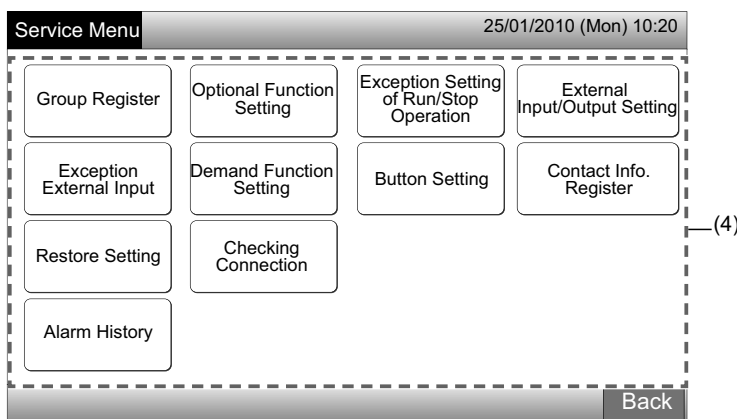 Service Menu
25/01/2010 (Mon) 10:20
Group Register
Optional Function
Setting
Exception Setting
of Run/Stop
Operation
External
Input/Output Setting
Exception
External Input
Demand Function
Setting
Button Setting
Contact Info.
Register
Restore Setting
Checking
Connection
Alarm History
(4)
Back